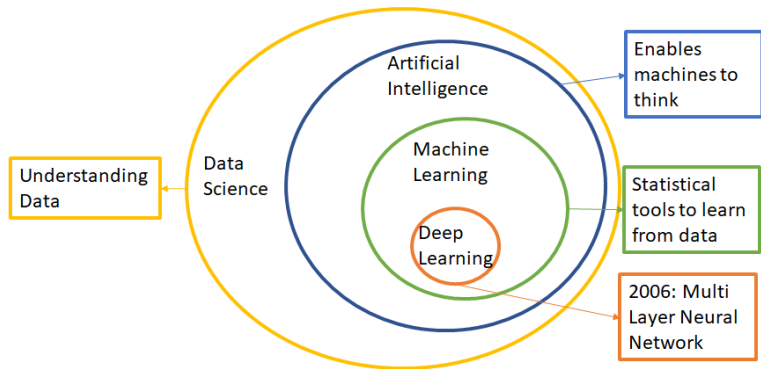 Artificial
Intelligence
Enables
machines to
think
Data
Science
Understanding
Data
Machine
Learning
Statistical
tools to learn
from data
Deep
Learning
2006: Multi
Layer Neural
Network